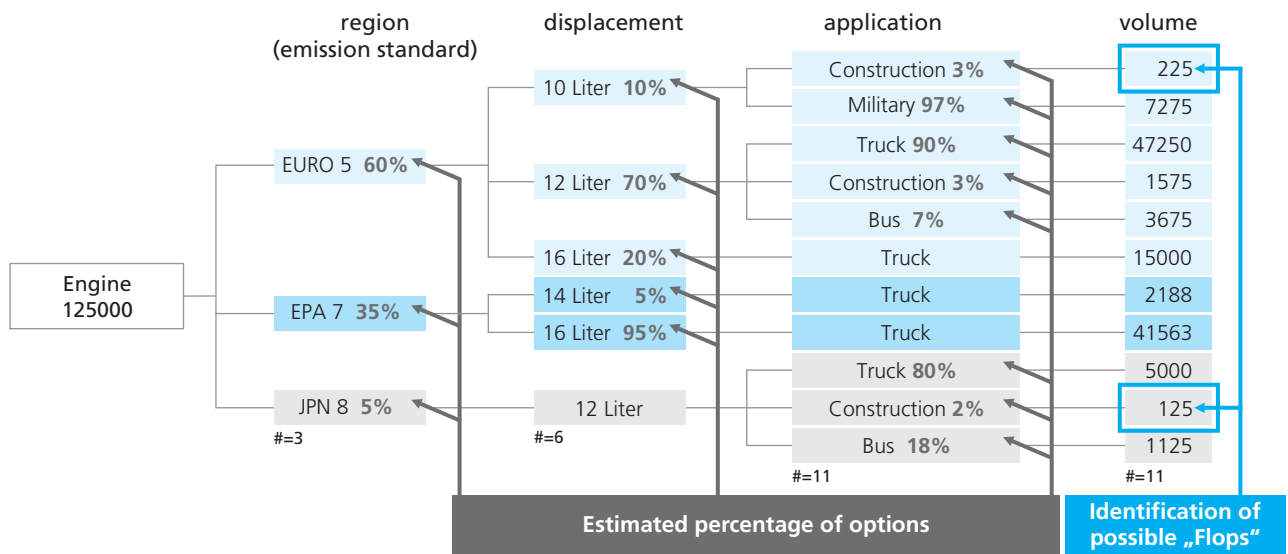 region
(emission standard)
displacement
application
volume
Engine
125000
EURO 5 60%
EPA 7 35%
JPN 8 5%
#=3
10 Liter 10%
12 Liter 70%
16 Liter 20%
14 Liter 5%
16 Liter 95%
12 Liter
#=6
Construction 3%
Military 97%
Truck 90%
Construction 3%
Bus 7%
Truck
Truck
Truck
Truck 80%
Construction 2%
Bus 18%
#=11
225
7275
47250
1575
3675
15000
2188
41563
5000
125
1125
#=11
Estimated percentage of options
Identification of
possible „Flops“